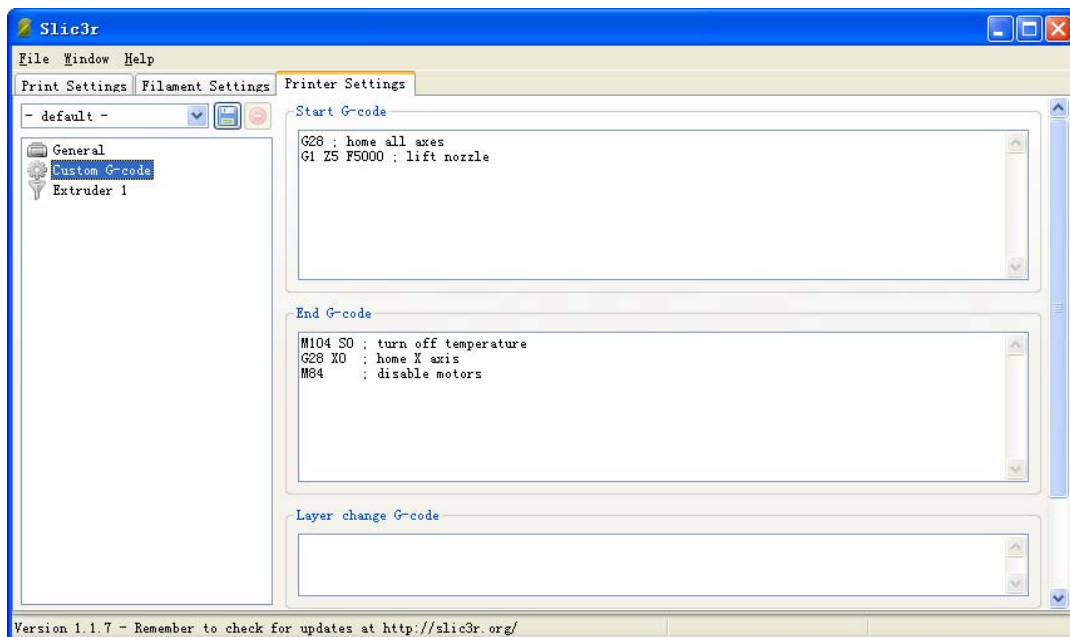 Slic3r
File Window Help
Print Settings Filament Settings Printer Settings
- default -
General
Custom G-code
Extruder 1
Start G-code
G28 ; home all axes
G1 Z5 F5000 ; lift nozzle
End G-code
M104 S0 ; turn off temperature
G28 X0 ; home X axis
M84 ; disable motors
Layer change G-code
Version 1.1.7 - Remember to check for updates at http://slic3r.org/